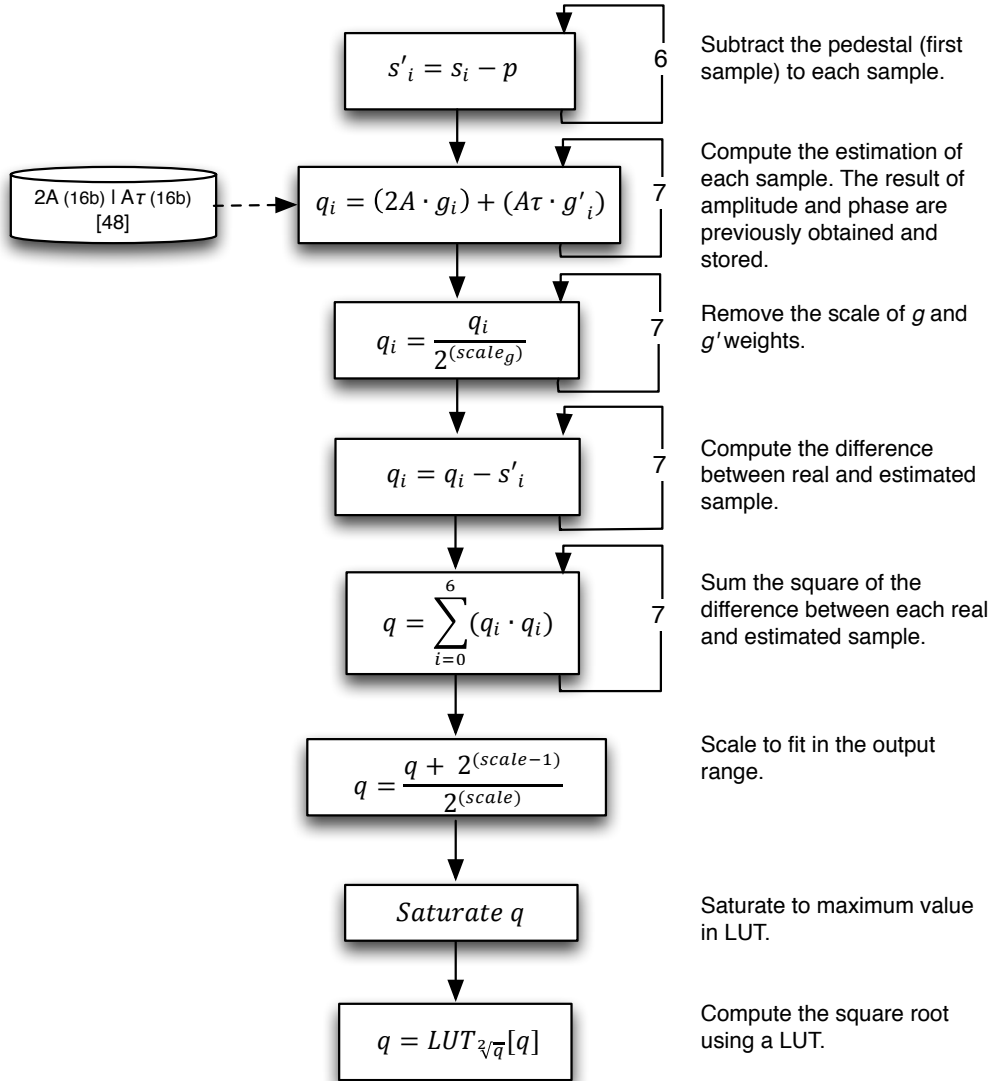 s'ᵢ = sᵢ − p
6
Subtract the pedestal (first
sample) to each sample.
2A (16b) | Aτ (16b)
[48]
qᵢ = (2A · gᵢ) + (Aτ · g'ᵢ)
7
Compute the estimation of
each sample. The result of
amplitude and phase are
previously obtained and
stored.
qᵢ = qᵢ / 2^(scale_g)
7
Remove the scale of g and
g' weights.
qᵢ = qᵢ − s'ᵢ
7
Compute the difference
between real and estimated
sample.
q = ∑_{i=0}^{6} (qᵢ · qᵢ)
7
Sum the square of the
difference between each real
and estimated sample.
q = (q + 2^(scale−1)) / 2^(scale)
Scale to fit in the output
range.
Saturate q
Saturate to maximum value
in LUT.
q = LUT_{²√q}[q]
Compute the square root
using a LUT.